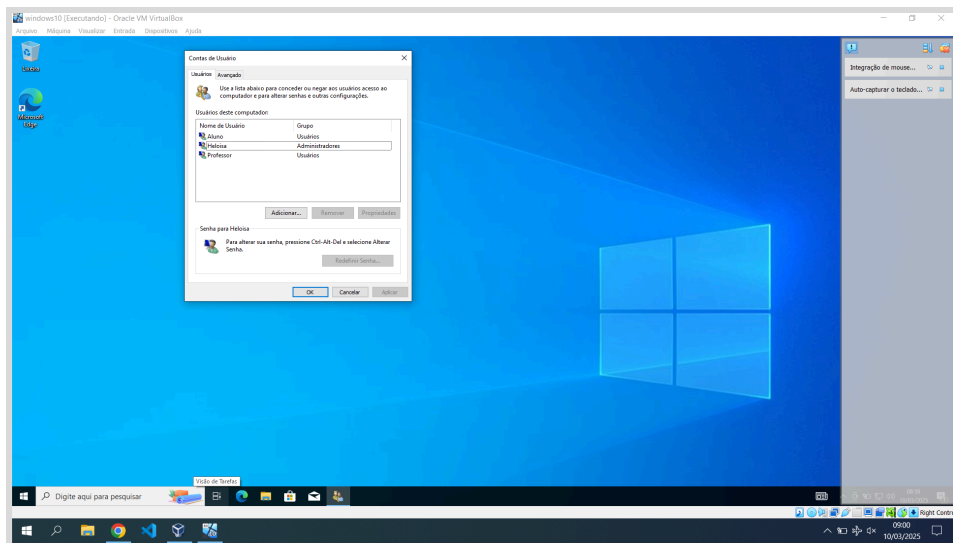 windows10 [Executando] - Oracle VM VirtualBox
Arquivo Máquina Visualizar Entrada Dispositivos Ajuda
Lixeira
Microsoft
Edge
Contas de Usuário
Usuários Avançado
Use a lista abaixo para conceder ou negar aos usuários acesso ao
computador e para alterar senhas e outras configurações.
Usuários deste computador:
Nome de Usuário Grupo
Aluno Usuários
Heloisa Administradores
Professor Usuários
Adicionar... Remover Propriedades
Senha para Heloisa
Para alterar sua senha, pressione Ctrl-Alt-Del e selecione Alterar
Senha.
Redefinir Senha...
OK Cancelar Aplicar
Integração de mouse...
Auto-capturar o teclado...
Visão de Tarefas
Digite aqui para pesquisar
Right Contr
09:00
10/03/2025